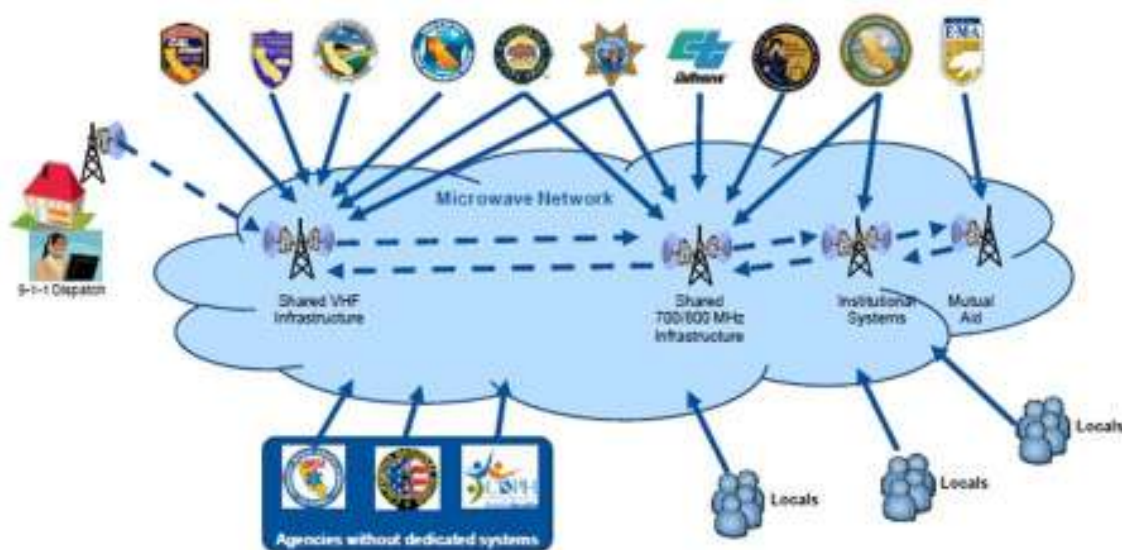 E·M·A
Caltrans
Microwave Network
9-1-1 Dispatch
Shared VHF
Infrastructure
Shared
700/800 MHz
Infrastructure
Institutional
Systems
Mutual
Aid
Locals
Locals
Locals
CDPH
Agencies without dedicated systems